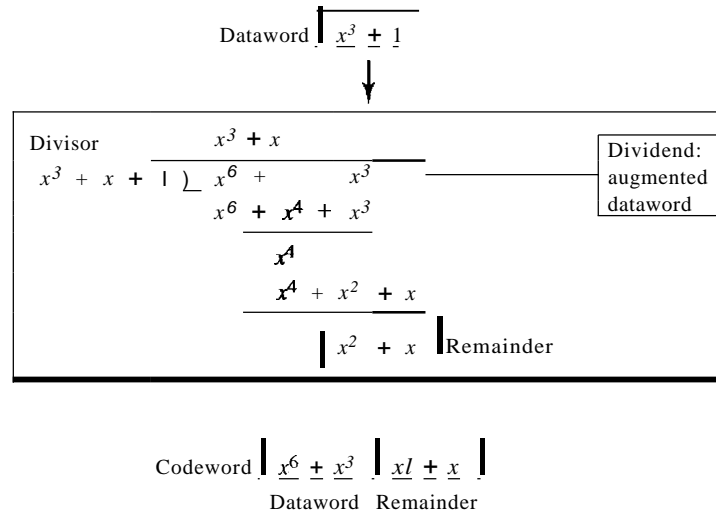 Dataword x³ + 1
x³ + x
Divisor
x³ + x + l ) x⁶ + x³
Dividend:
augmented
dataword
x⁶ + x⁴ + x³
x⁴
x⁴ + x² + x
x² + x Remainder
Codeword x⁶ + x³ xl + x
Dataword Remainder